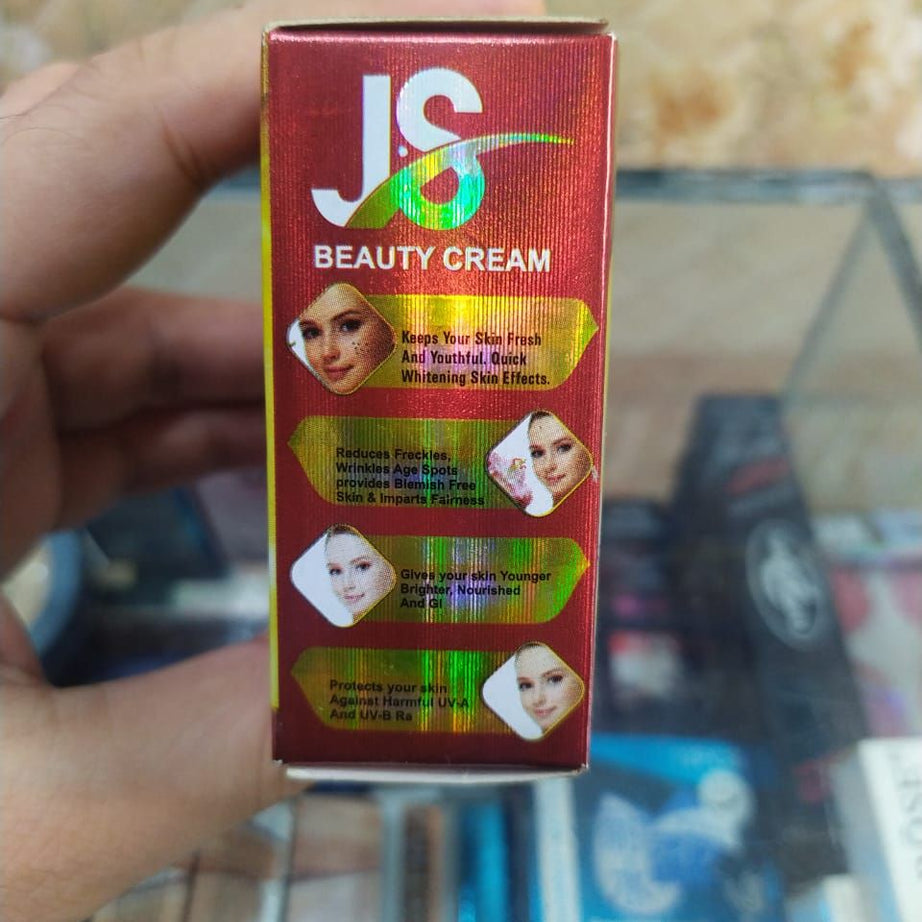 J.S
BEAUTY CREAM
Keeps Your Skin Fresh
And Youthful. Quick
Whitening Skin Effects.
Reduces Freckles,
Wrinkles Age Spots
provides Blemish Free
Skin & Imparts Fairness
Gives your skin Younger
Brighter, Nourished
And Gl
Protects your skin
Against Harmful UV-A
And UV-B Ra